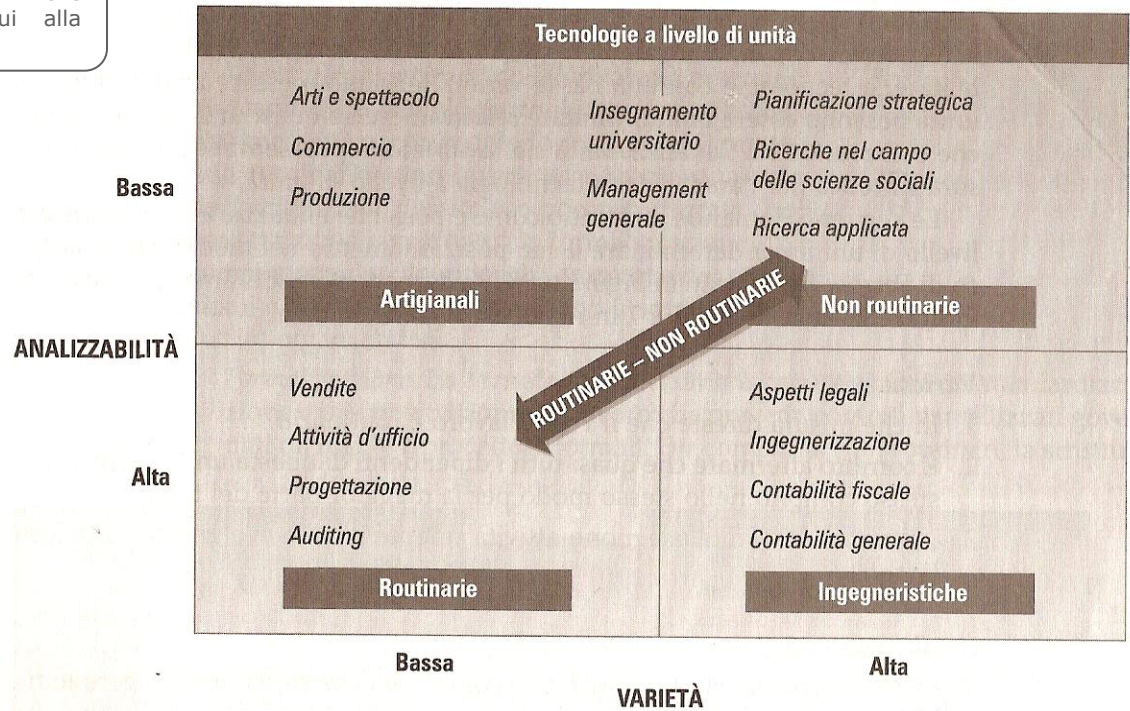 ui alla
Tecnologie a livello di unità
Arti e spettacolo
Commercio
Produzione
Insegnamento
universitario
Management
generale
Pianificazione strategica
Ricerche nel campo
delle scienze sociali
Ricerca applicata
Bassa
Artigianali
Non routinarie
ROUTINARIE – NON ROUTINARIE
ANALIZZABILITÀ
Vendite
Attività d'ufficio
Progettazione
Auditing
Aspetti legali
Ingegnerizzazione
Contabilità fiscale
Contabilità generale
Alta
Routinarie
Ingegneristiche
Bassa
Alta
VARIETÀ